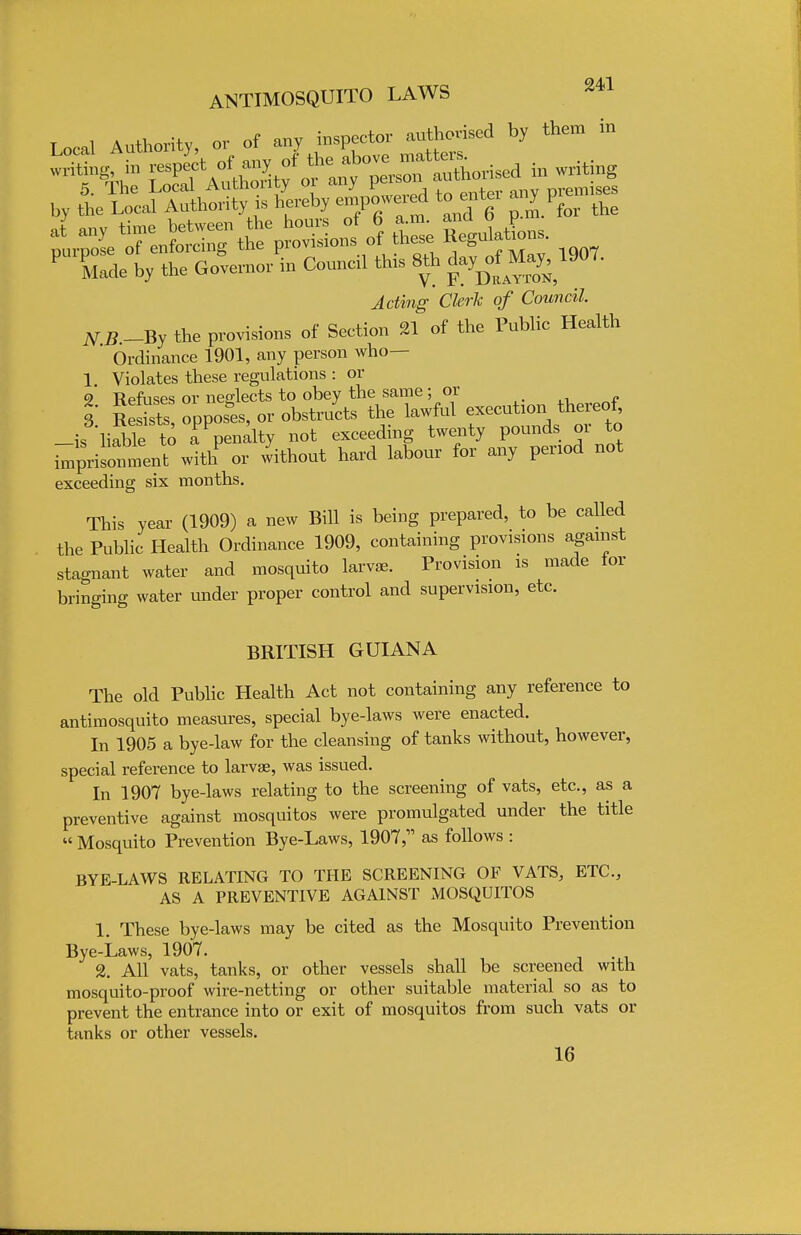 ANTIMOSQUITO LAWS
241
Local Authority, or of any inspector authorised by them in
writing, in respect of any of the above matters.
5. The Local Authority or any person authorised in writing
by the Local Authority is hereby empowered to enter any premises
at any time between the hours of 6 a.m. and 6 p.m. for the
purpose of enforcing the provisions of these Regulations.
Made by the Governor in Council this 8th day of May, 1907.
V. F. DRAYTON,
Acting Clerk of Council.
N.B.—By the provisions of Section 21 of the Public Health
Ordinance 1901, any person who—
1. Violates these regulations: or
2. Refuses or neglects to obey the same; or
3. Resists, opposes, or obstructs the lawful execution thereof,
—is liable to a penalty not exceeding twenty pounds or to
imprisonment with or without hard labour for any period not
exceeding six months.
This year (1909) a new Bill is being prepared, to be called
the Public Health Ordinance 1909, containing provisions against
stagnant water and mosquito larvæ. Provision is made for
bringing water under proper control and supervision, etc.
BRITISH GUIANA
The old Public Health Act not containing any reference to
antimosquito measures, special bye-laws were enacted.
In 1905 a bye-law for the cleansing of tanks without, however,
special reference to larvæ, was issued.
In 1907 bye-laws relating to the screening of vats, etc., as a
preventive against mosquitos were promulgated under the title
“Mosquito Prevention Bye-Laws, 1907,” as follows:
BYE-LAWS RELATING TO THE SCREENING OF VATS, ETC.,
AS A PREVENTIVE AGAINST MOSQUITOS
1. These bye-laws may be cited as the Mosquito Prevention
Bye-Laws, 1907.
2. All vats, tanks, or other vessels shall be screened with
mosquito-proof wire-netting or other suitable material so as to
prevent the entrance into or exit of mosquitos from such vats or
tanks or other vessels.
16